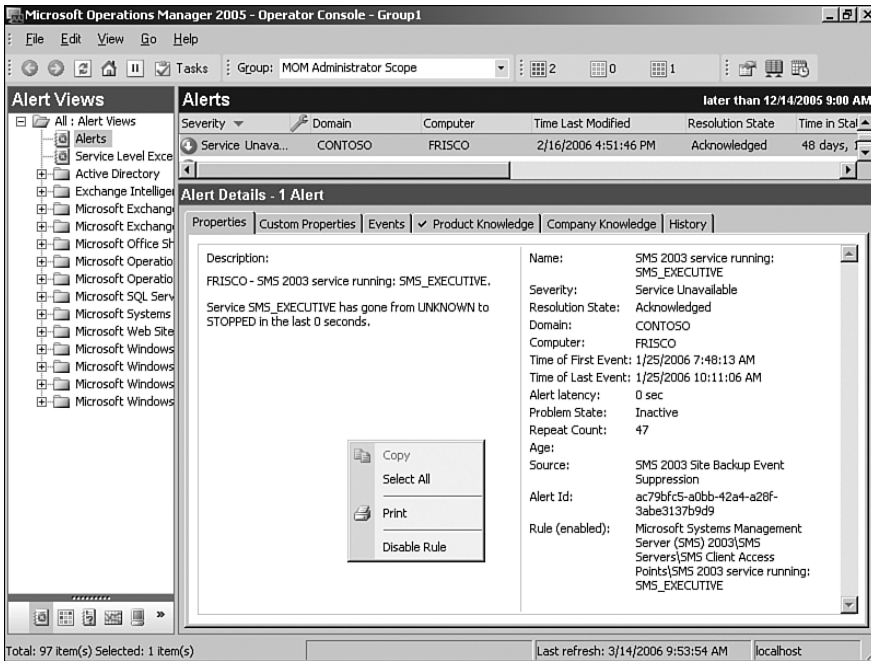 Microsoft Operations Manager 2005 - Operator Console - Group1
File Edit View Go Help
Tasks Group: MOM Administrator Scope 2 0 1
Alert Views
All : Alert Views
Alerts
Service Level Exce
Active Directory
Exchange Intelliger
Microsoft Exchang
Microsoft Exchang
Microsoft Office Sh
Microsoft Operatio
Microsoft Operatio
Microsoft SQL Serv
Microsoft Systems
Microsoft Web Site
Microsoft Windows
Microsoft Windows
Microsoft Windows
Microsoft Windows
Alerts later than 12/14/2005 9:00 AM
Severity Domain Computer Time Last Modified Resolution State Time in Stat
Service Unava... CONTOSO FRISCO 2/16/2006 4:51:46 PM Acknowledged 48 days,
Alert Details - 1 Alert
Properties Custom Properties Events Product Knowledge Company Knowledge History
Description:
FRISCO - SMS 2003 service running: SMS_EXECUTIVE.
Service SMS_EXECUTIVE has gone from UNKNOWN to
STOPPED in the last 0 seconds.
Copy
Select All
Print
Disable Rule
Name: SMS 2003 service running:
SMS_EXECUTIVE
Severity: Service Unavailable
Resolution State: Acknowledged
Domain: CONTOSO
Computer: FRISCO
Time of First Event: 1/25/2006 7:48:13 AM
Time of Last Event: 1/25/2006 10:11:06 AM
Alert latency: 0 sec
Problem State: Inactive
Repeat Count: 47
Age:
Source: SMS 2003 Site Backup Event
Suppression
Alert Id: ac79bfc5-a0bb-42a4-a28f-
3abe3137b9d9
Rule (enabled): Microsoft Systems Management
Server (SMS) 2003\SMS
Servers\SMS Client Access
Points\SMS 2003 service running:
SMS_EXECUTIVE
Total: 97 item(s) Selected: 1 item(s) Last refresh: 3/14/2006 9:53:54 AM localhost